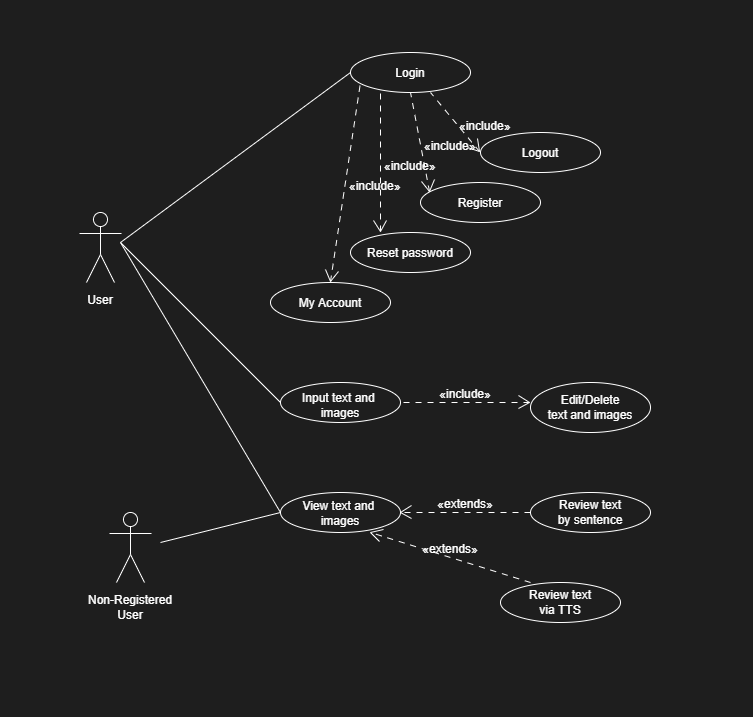 Login
«include»
Logout
«include»
«include»
Register
«include»
Reset password
My Account
User
Input text and
images
«include»
Edit/Delete
text and images
View text and
images
«extends»
Review text
by sentence
«extends»
Review text
via TTS
Non-Registered
User